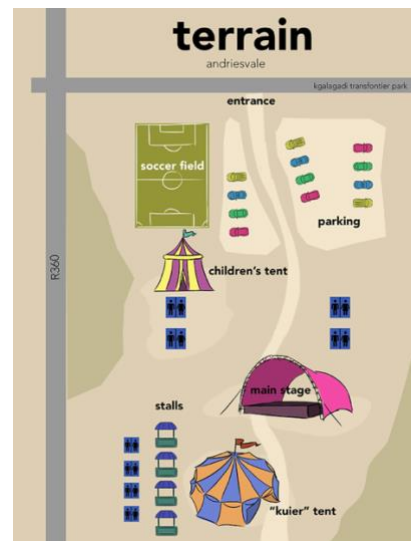 terrain
andriesvale
kgalagadi transfontier park
entrance
soccer field
parking
children's tent
R360
main stage
stalls
"kuier" tent